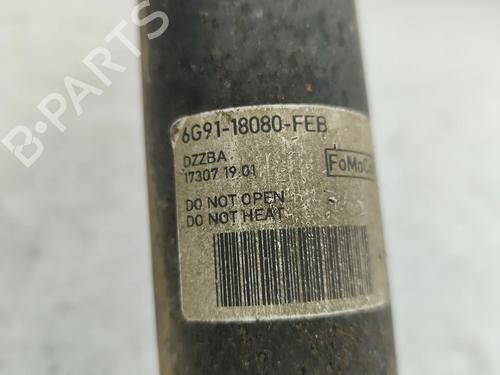 6G91-18080-FEB
DZZBA
17307 19.01
FoMoCo
DO NOT OPEN
DO NOT HEAT
B-PARTS